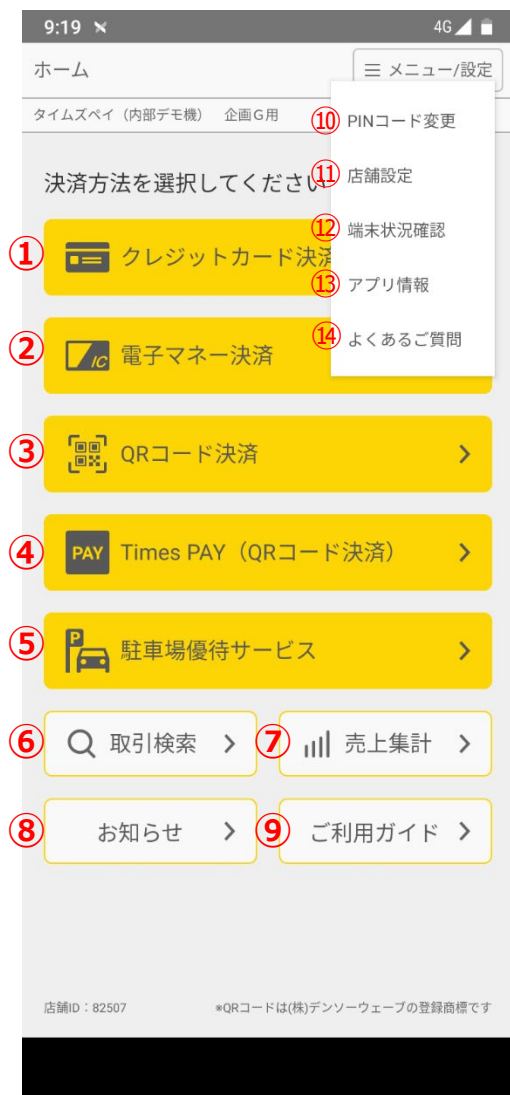 9:19 4G
ホーム
メニュー/設定
タイムズペイ（内部デモ機） 企画G用
⑩ PINコード変更
決済方法を選択してください
⑪ 店舗設定
⑫ 端末状況確認
① クレジットカード決済
⑬ アプリ情報
⑭ よくあるご質問
② IC 電子マネー決済
③ QRコード決済
④ PAY Times PAY（QRコード決済）
⑤ P 駐車場優待サービス
⑥ 取引検索 ⑦ 売上集計
⑧ お知らせ ⑨ ご利用ガイド
店舗ID：82507 *QRコードは(株)デンソーウェーブの登録商標です